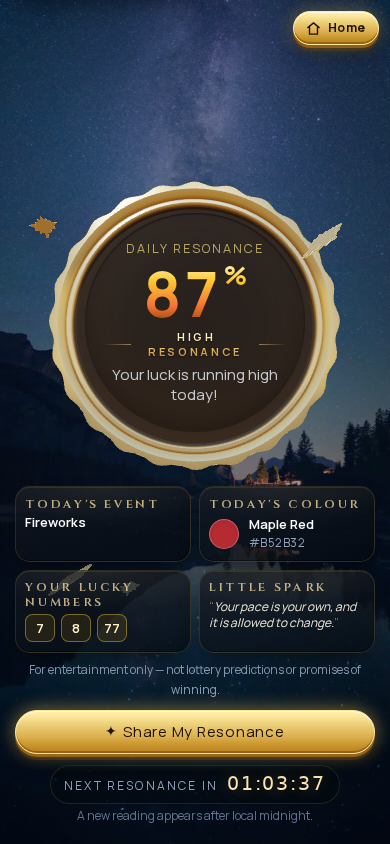 Home
DAILY RESONANCE
87%
HIGH
RESONANCE
Your luck is running high
today!
TODAY'S EVENT
Fireworks
TODAY'S COLOUR
Maple Red
#B52B32
YOUR LUCKY
NUMBERS
7 8 77
LITTLE SPARK
"Your pace is your own, and
it is allowed to change."
For entertainment only — not lottery predictions or promises of
winning.
✦ Share My Resonance
NEXT RESONANCE IN 01:03:37
A new reading appears after local midnight.